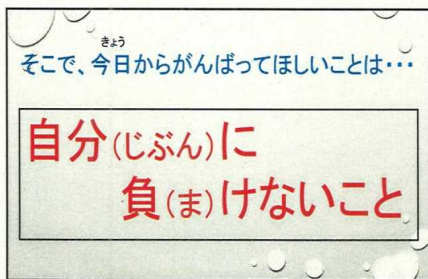 きょう
そこで、今日からがんばってほしいことは・・・
自分(じぶん)に
負(ま)けないこと